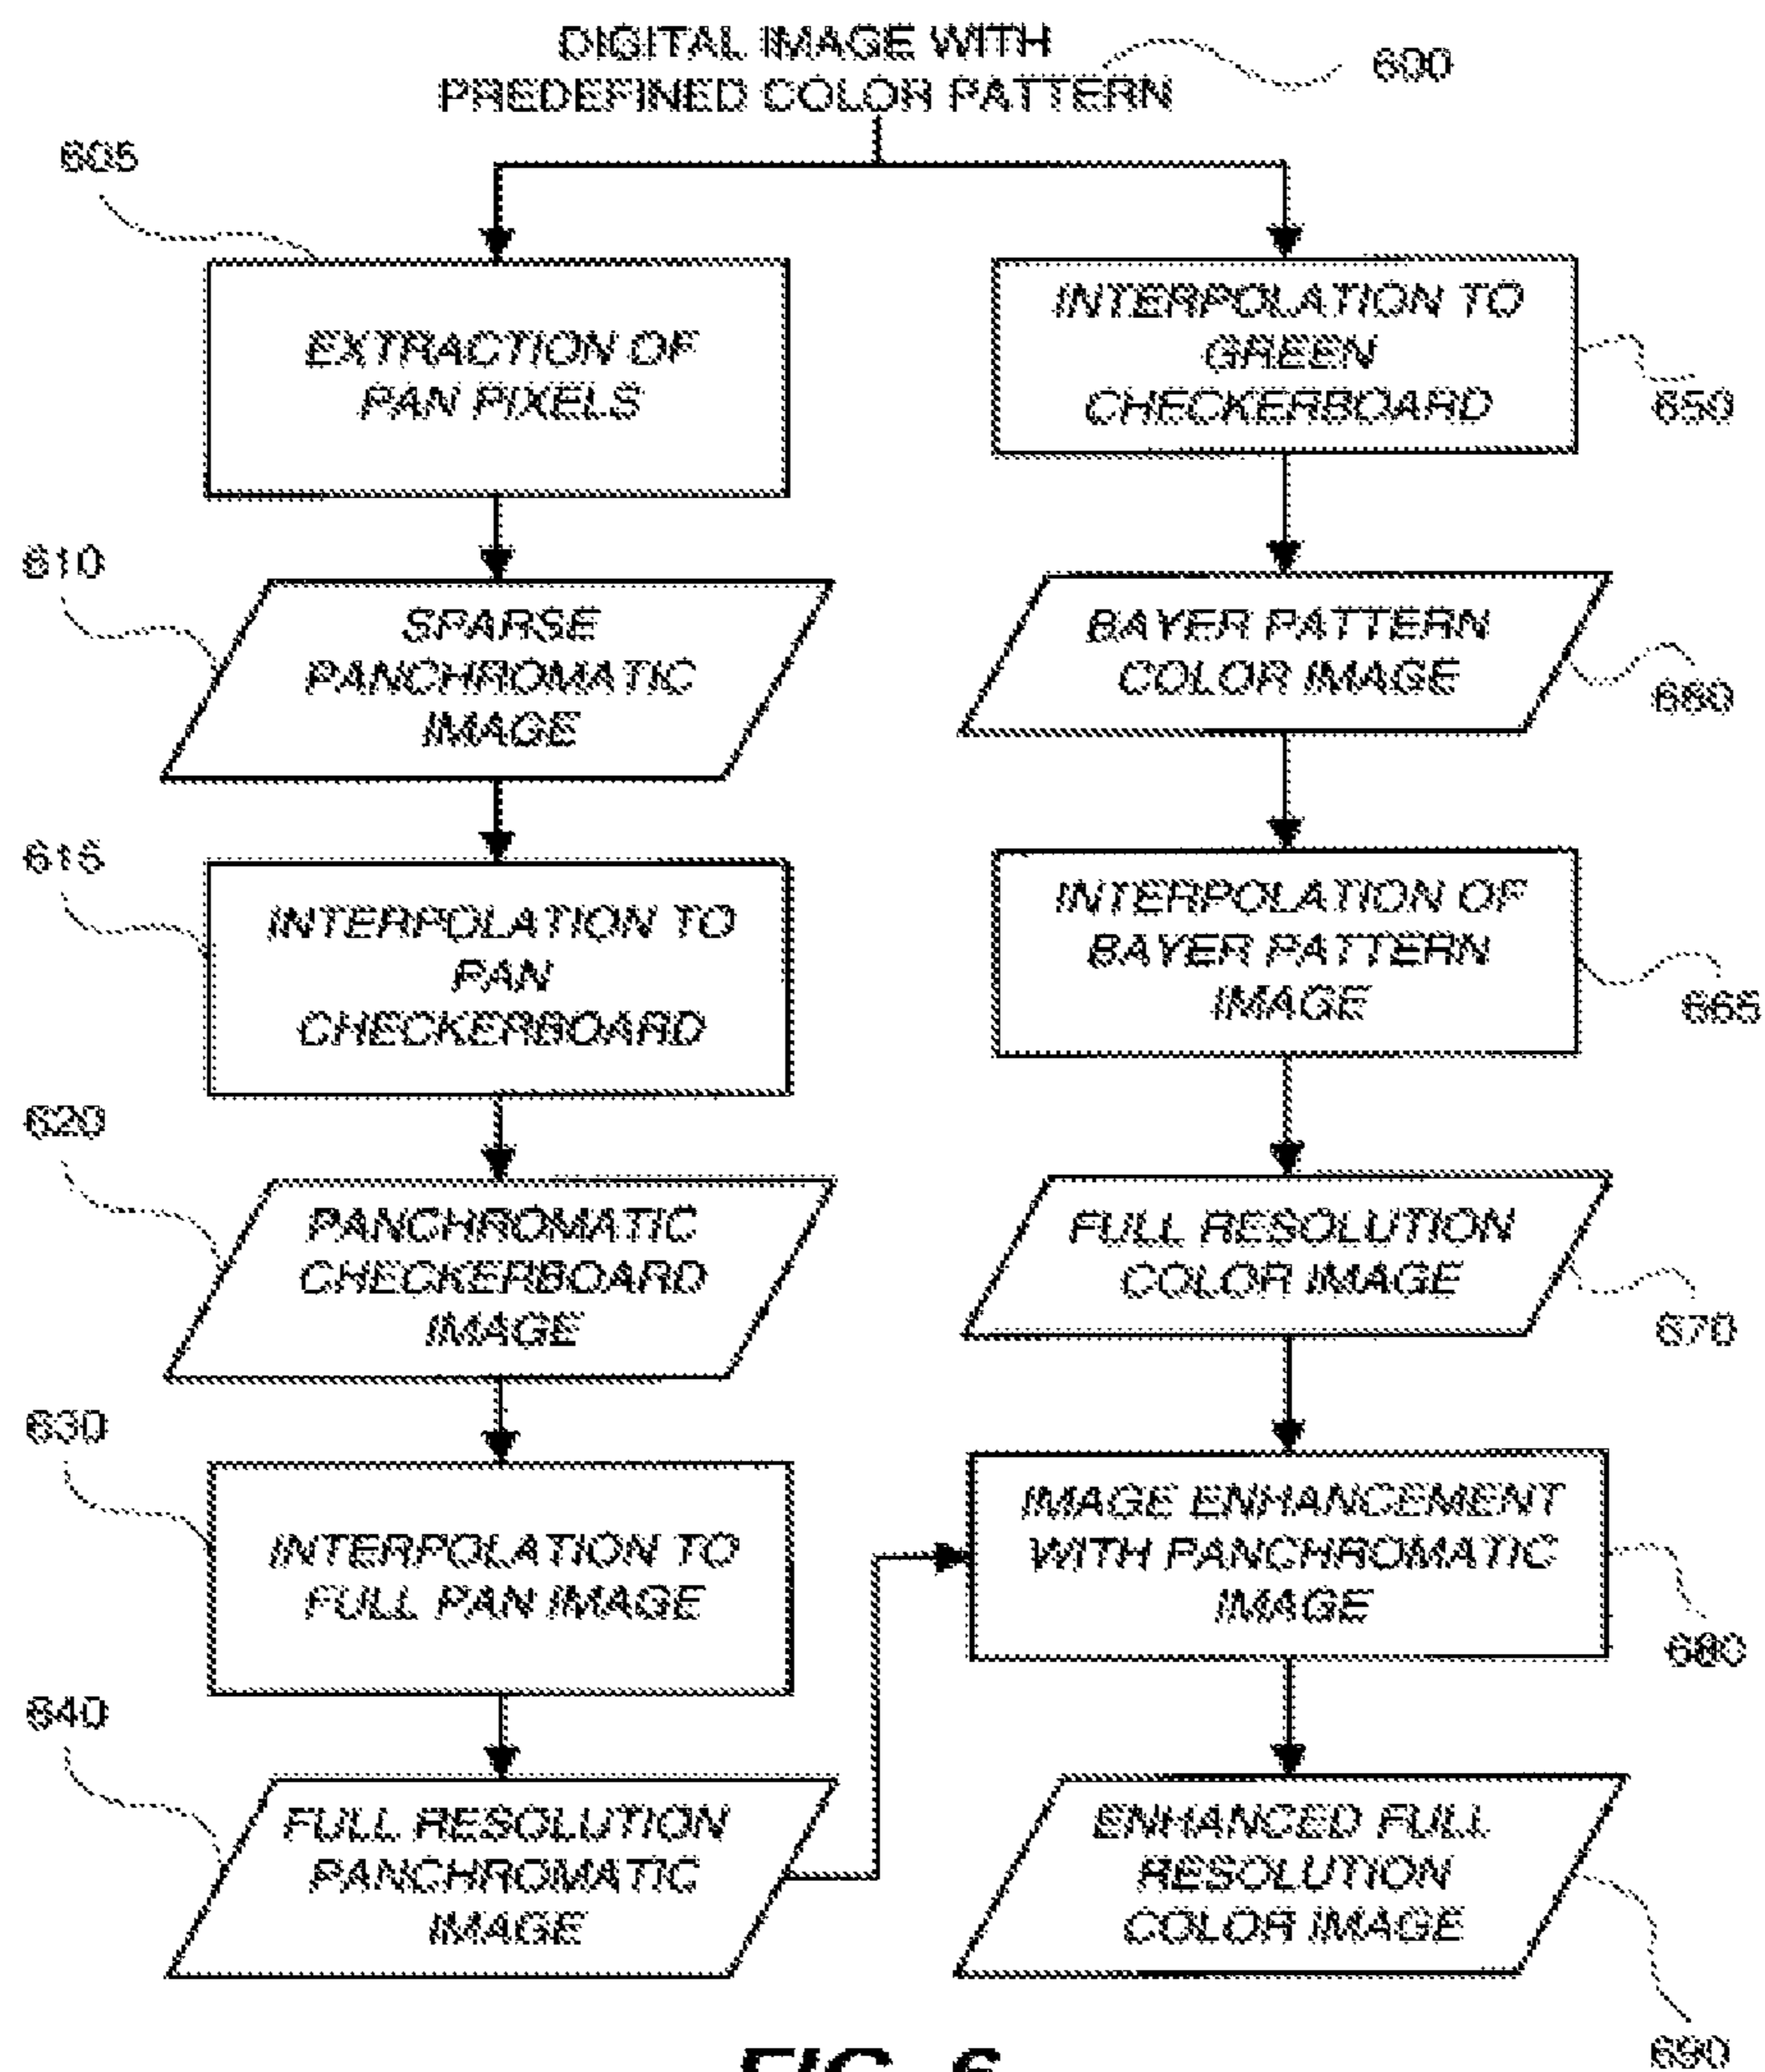 DIGITAL IMAGE WITH
PREDEFINED COLOR PATTERN
600
605
EXTRACTION OF
PAN PIXELS
INTERPOLATION TO
GREEN
CHECKERBOARD
650
610
SPARSE
PANCHROMATIC
IMAGE
BAYER PATTERN
COLOR IMAGE
660
615
INTERPOLATION TO
PAN
CHECKERBOARD
INTERPOLATION OF
BAYER PATTERN
IMAGE
665
620
PANCHROMATIC
CHECKERBOARD
IMAGE
FULL RESOLUTION
COLOR IMAGE
670
630
INTERPOLATION TO
FULL PAN IMAGE
IMAGE ENHANCEMENT
WITH PANCHROMATIC
IMAGE
680
640
FULL RESOLUTION
PANCHROMATIC
IMAGE
ENHANCED FULL
RESOLUTION
COLOR IMAGE
690
FIG. 6